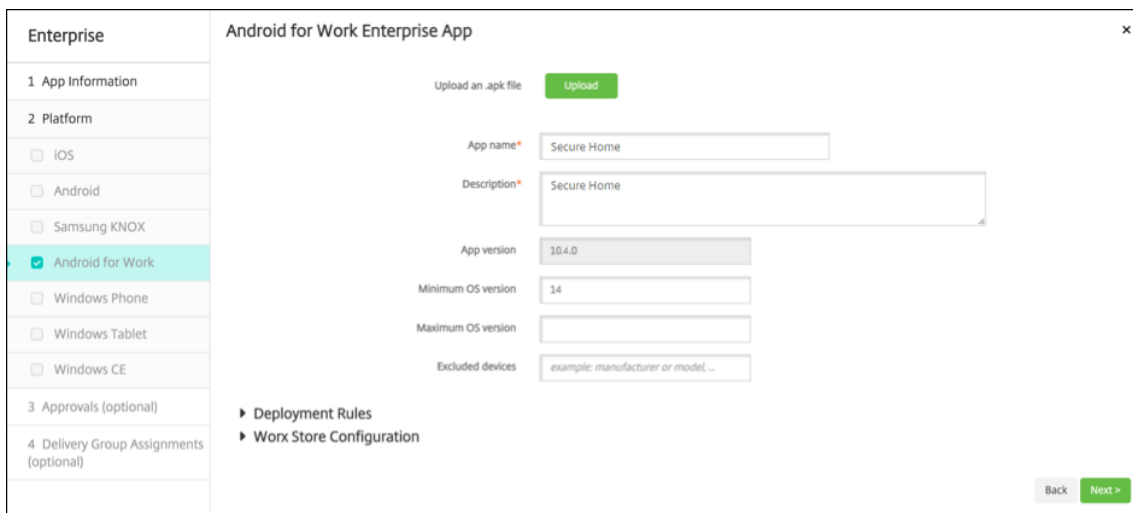 Enterprise
1 App Information
2 Platform
iOS
Android
Samsung KNOX
Android for Work
Windows Phone
Windows Tablet
Windows CE
3 Approvals (optional)
4 Delivery Group Assignments
(optional)
Android for Work Enterprise App
×
Upload an .apk file
Upload
App name*
Secure Home
Description*
Secure Home
App version
10.4.0
Minimum OS version
14
Maximum OS version
Excluded devices
example: manufacturer or model, ...
Deployment Rules
Worx Store Configuration
Back
Next >